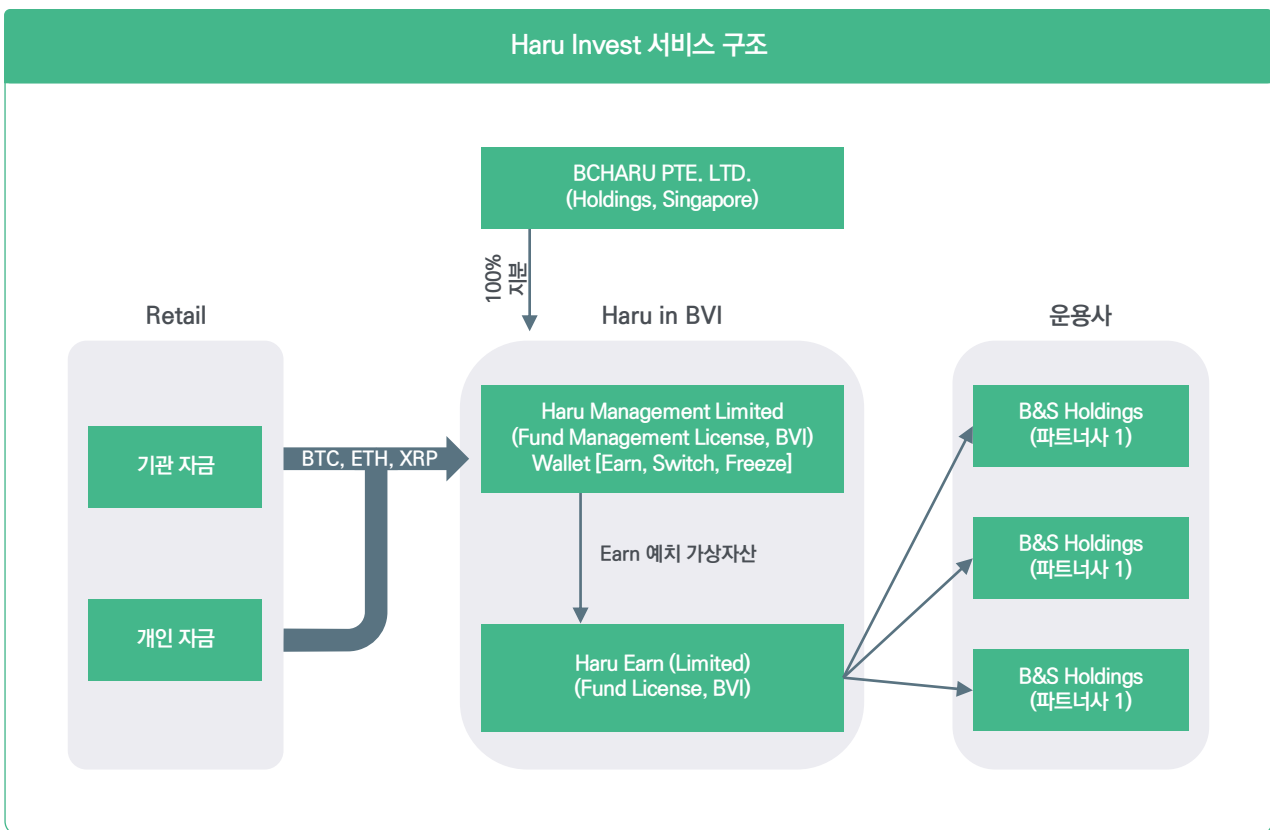 Haru Invest 서비스 구조
BCHARU PTE. LTD.
(Holdings, Singapore)
100%
지분
Retail
기관 자금
개인 자금
BTC, ETH, XRP
Haru in BVI
Haru Management Limited
(Fund Management License, BVI)
Wallet [Earn, Switch, Freeze]
Earn 예치 가상자산
Haru Earn (Limited)
(Fund License, BVI)
운용사
B&S Holdings
(파트너사 1)
B&S Holdings
(파트너사 1)
B&S Holdings
(파트너사 1)